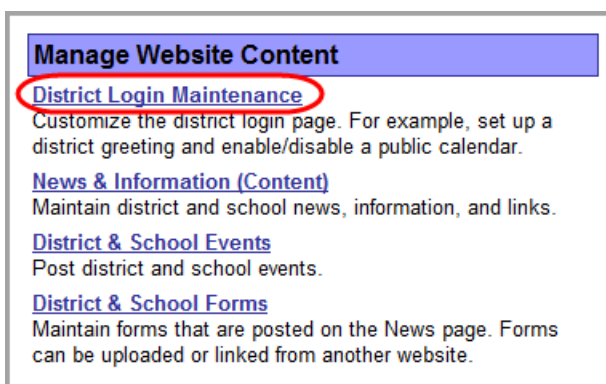 Manage Website Content
District Login Maintenance
Customize the district login page. For example, set up a
district greeting and enable/disable a public calendar.
News & Information (Content)
Maintain district and school news, information, and links.
District & School Events
Post district and school events.
District & School Forms
Maintain forms that are posted on the News page. Forms
can be uploaded or linked from another website.